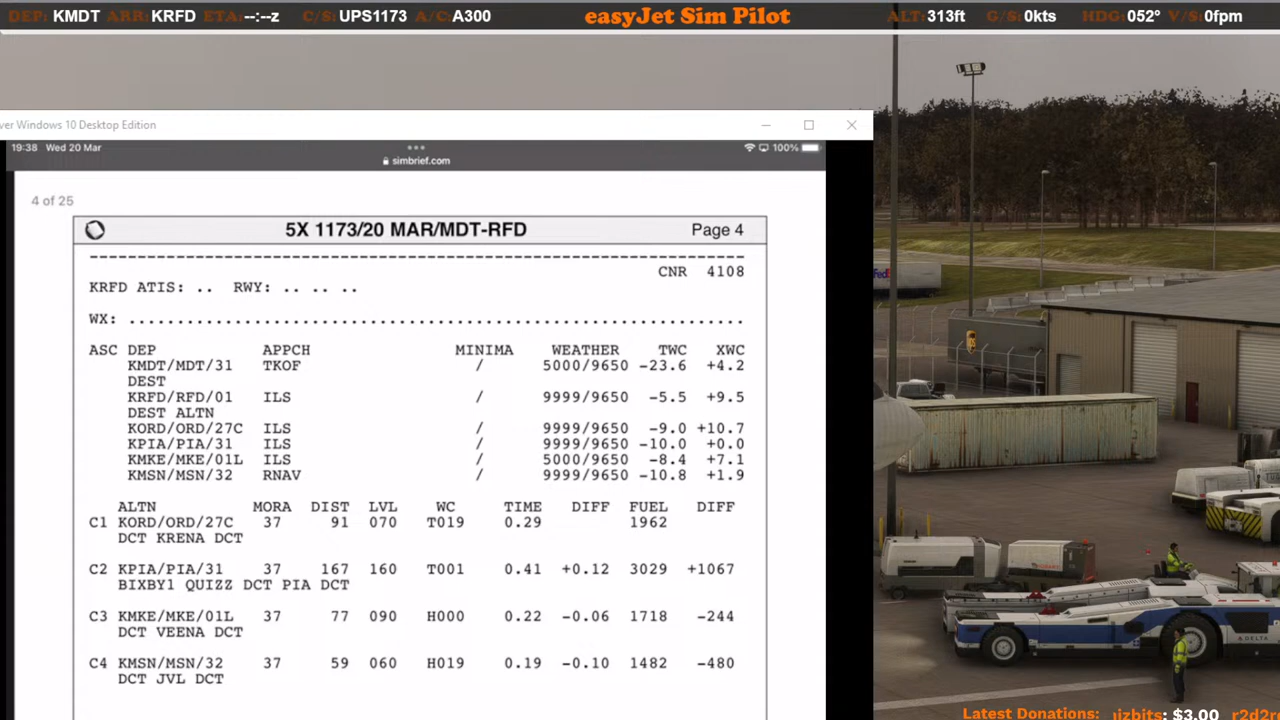 DEP: KMDT ARR: KRFD ETA: --:--z C/S: UPS1173 A/C: A300 easyJet Sim Pilot ALT: 313ft G/S: 0kts HDG: 052° V/S: 0fpm
ver Windows 10 Desktop Edition
19:38 Wed 20 Mar 100%
simbrief.com
4 of 25
5X 1173/20 MAR/MDT-RFD Page 4
CNR 4108
KRFD ATIS: .. RWY: .. .. ..
WX: ................................................................
ASC DEP APPCH MINIMA WEATHER TWC XWC
KMDT/MDT/31 TKOF / 5000/9650 -23.6 +4.2
DEST
KRFD/RFD/01 ILS / 9999/9650 -5.5 +9.5
DEST ALTN
KORD/ORD/27C ILS / 9999/9650 -9.0 +10.7
KPIA/PIA/31 ILS / 9999/9650 -10.0 +0.0
KMKE/MKE/01L ILS / 5000/9650 -8.4 +7.1
KMSN/MSN/32 RNAV / 9999/9650 -10.8 +1.9
ALTN MORA DIST LVL WC TIME DIFF FUEL DIFF
C1 KORD/ORD/27C 37 91 070 T019 0.29 1962
DCT KRENA DCT
C2 KPIA/PIA/31 37 167 160 T001 0.41 +0.12 3029 +1067
BIXBY1 QUIZZ DCT PIA DCT
C3 KMKE/MKE/01L 37 77 090 H000 0.22 -0.06 1718 -244
DCT VEENA DCT
C4 KMSN/MSN/32 37 59 060 H019 0.19 -0.10 1482 -480
DCT JVL DCT
FedEx
DELTA
Latest Donations: izbits: $3.00 r2d2r